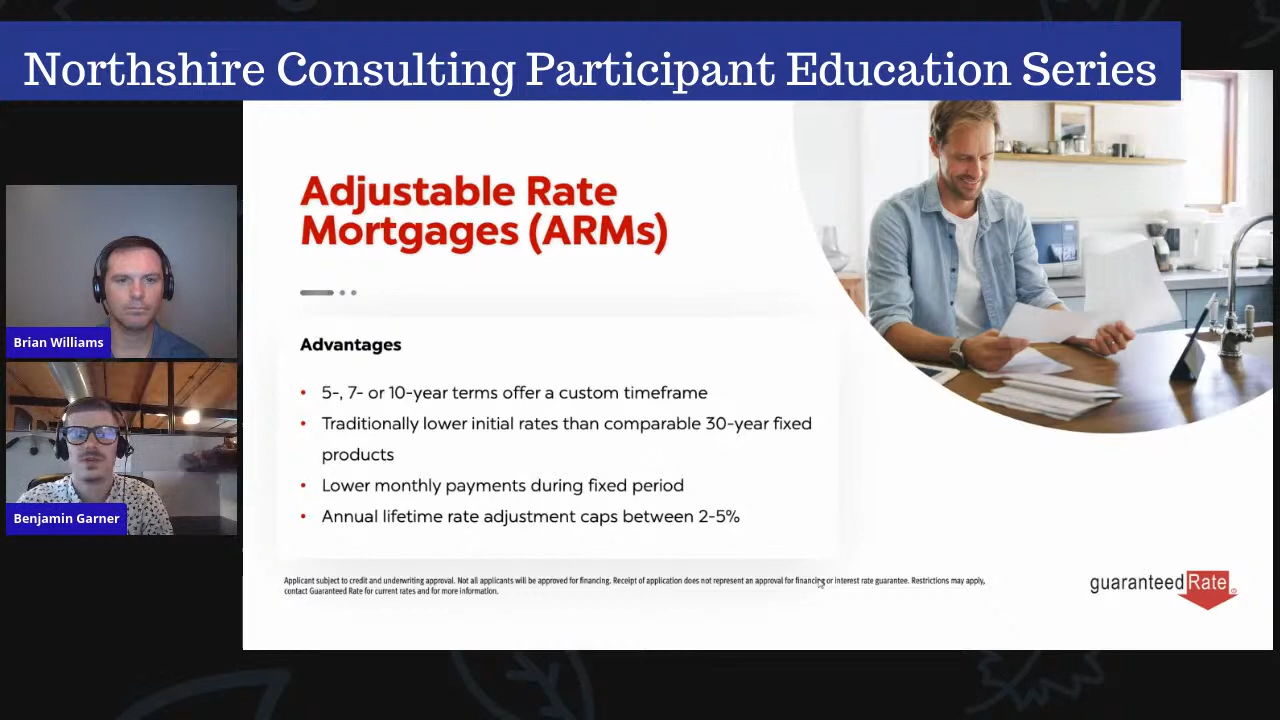 Northshire Consulting Participant Education Series
Adjustable Rate
Mortgages (ARMs)
Advantages
• 5-, 7- or 10-year terms offer a custom timeframe
• Traditionally lower initial rates than comparable 30-year fixed
products
• Lower monthly payments during fixed period
• Annual lifetime rate adjustment caps between 2-5%
Applicant subject to credit and underwriting approval. Not all applicants will be approved for financing. Receipt of application does not represent an approval for financing or interest rate guarantee. Restrictions may apply,
contact Guaranteed Rate for current rates and for more information.
guaranteedRate®
Brian Williams
Benjamin Garner